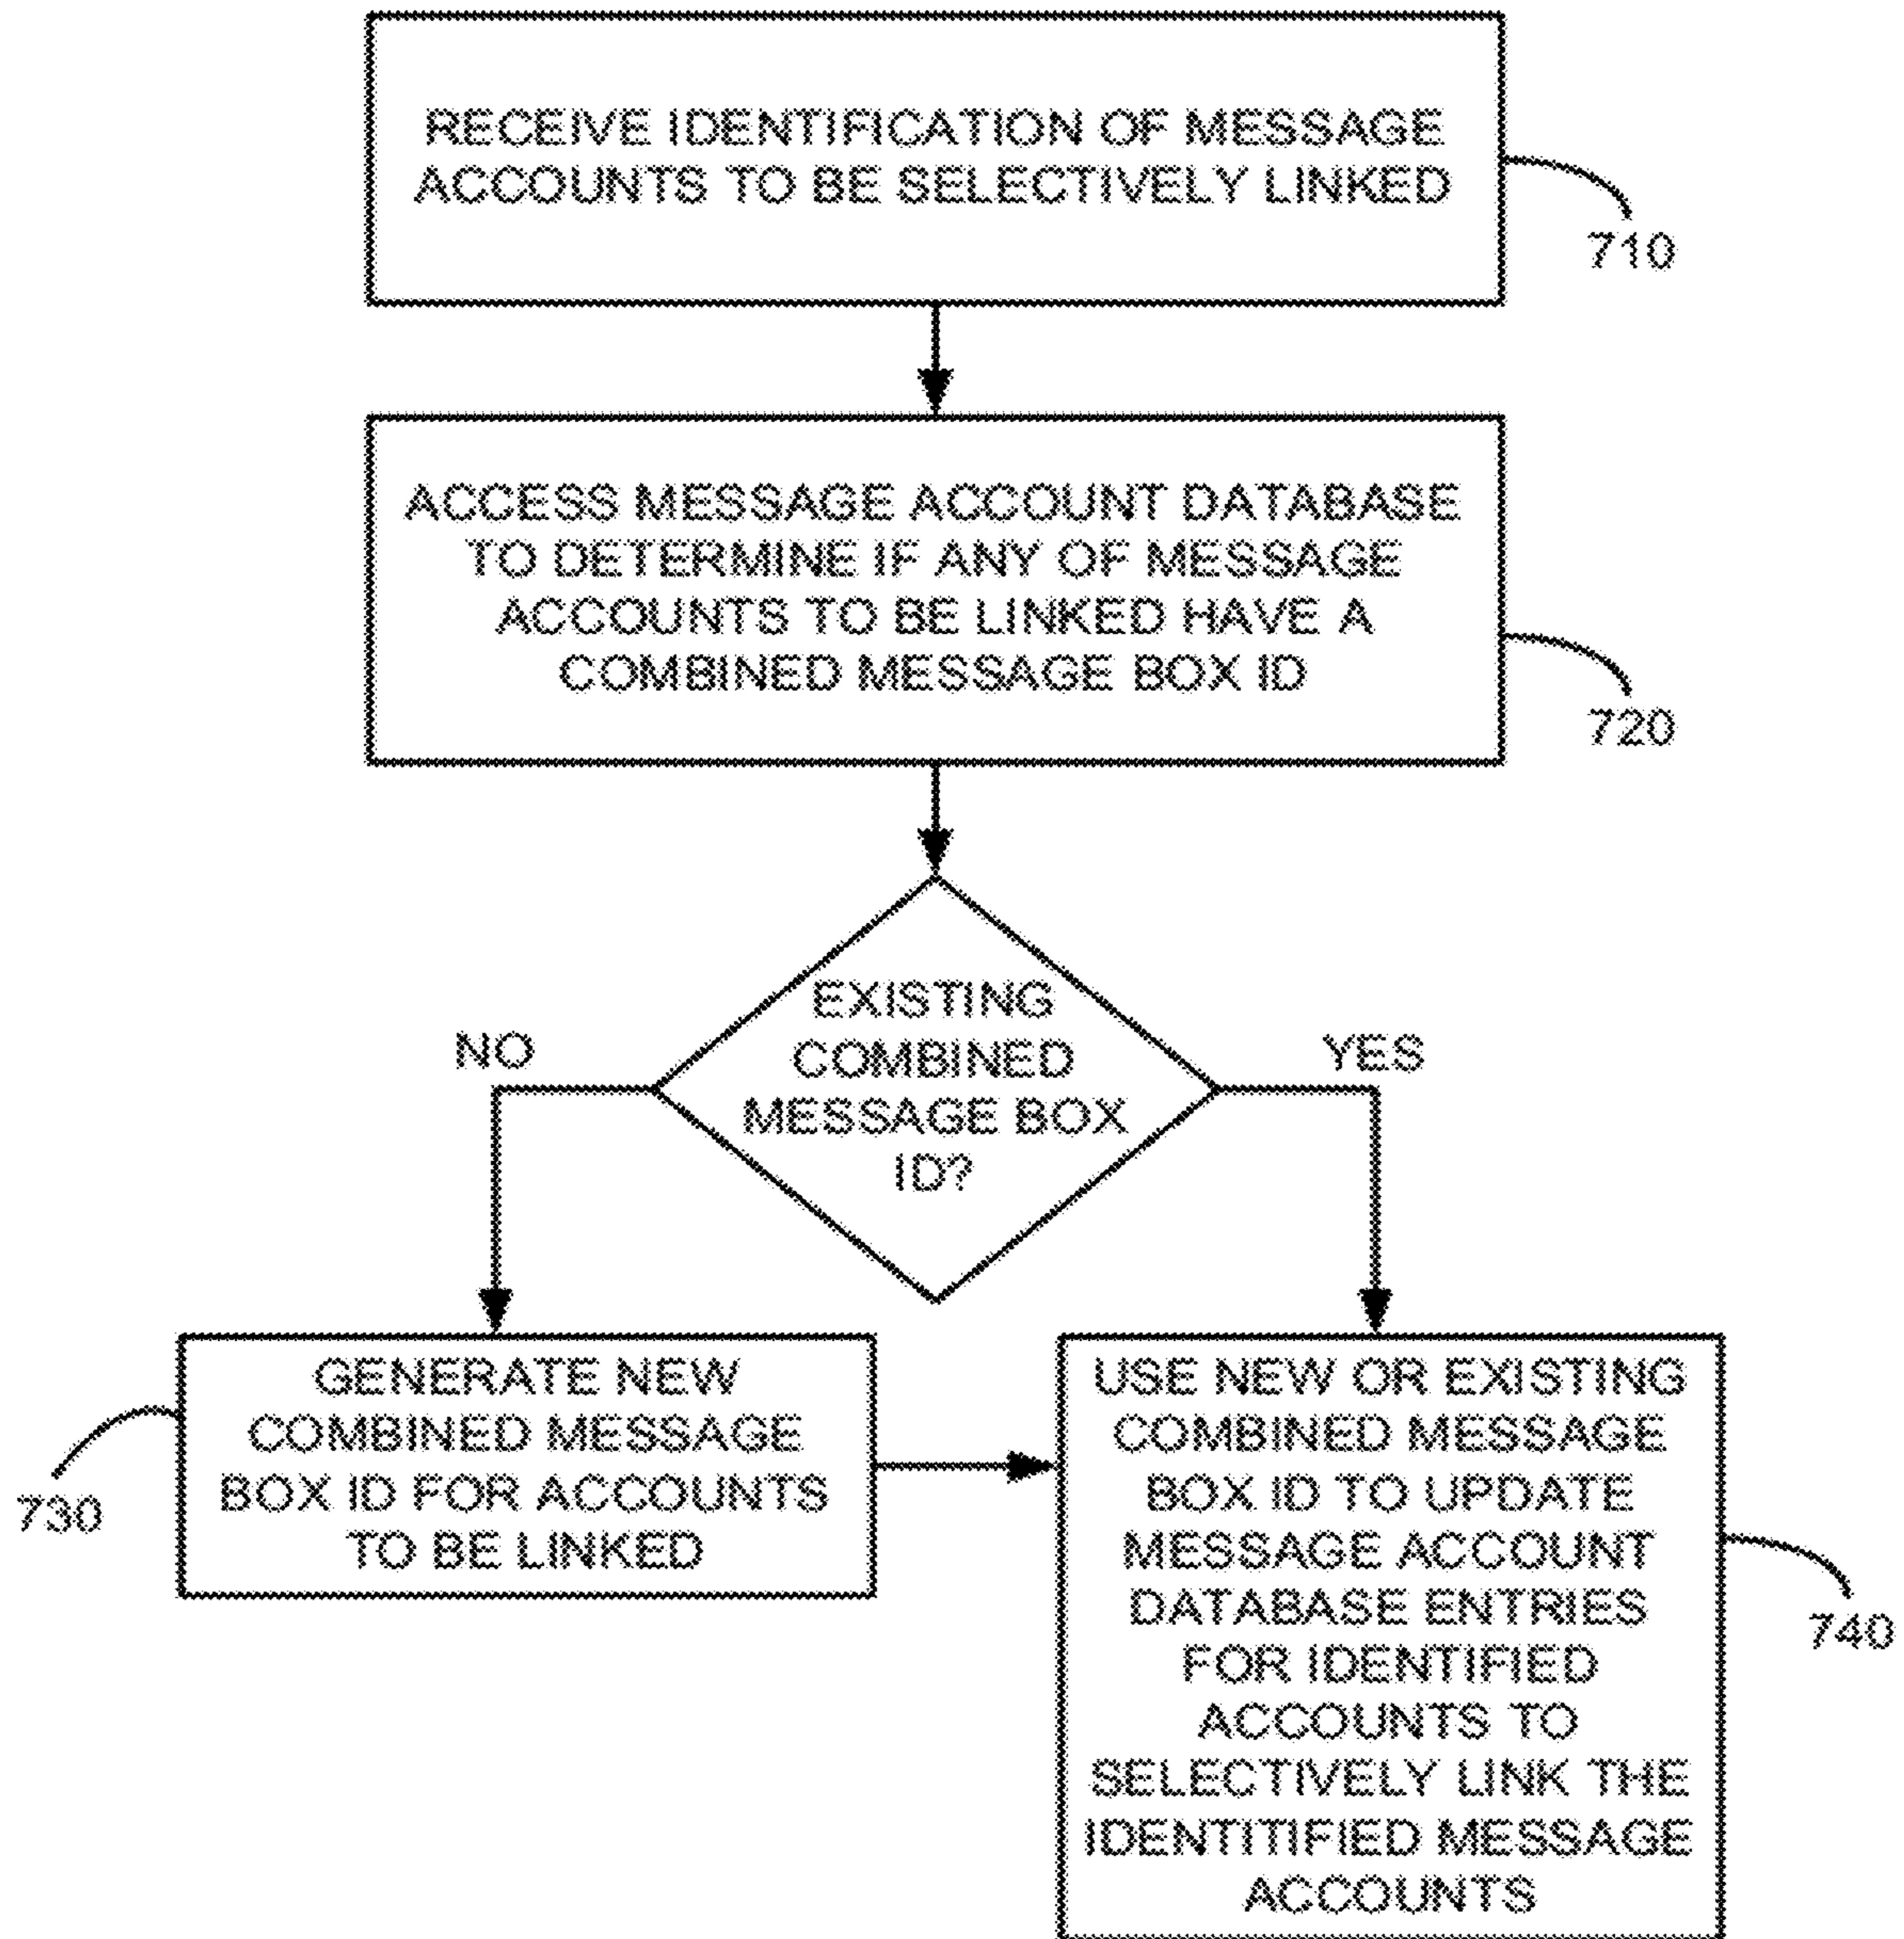 RECEIVE IDENTIFICATION OF MESSAGE
ACCOUNTS TO BE SELECTIVELY LINKED
710
ACCESS MESSAGE ACCOUNT DATABASE
TO DETERMINE IF ANY OF MESSAGE
ACCOUNTS TO BE LINKED HAVE A
COMBINED MESSAGE BOX ID
720
EXISTING
COMBINED
MESSAGE BOX
ID?
NO
YES
GENERATE NEW
COMBINED MESSAGE
BOX ID FOR ACCOUNTS
TO BE LINKED
730
USE NEW OR EXISTING
COMBINED MESSAGE
BOX ID TO UPDATE
MESSAGE ACCOUNT
DATABASE ENTRIES
FOR IDENTIFIED
ACCOUNTS TO
SELECTIVELY LINK THE
IDENTITIFIED MESSAGE
ACCOUNTS
740